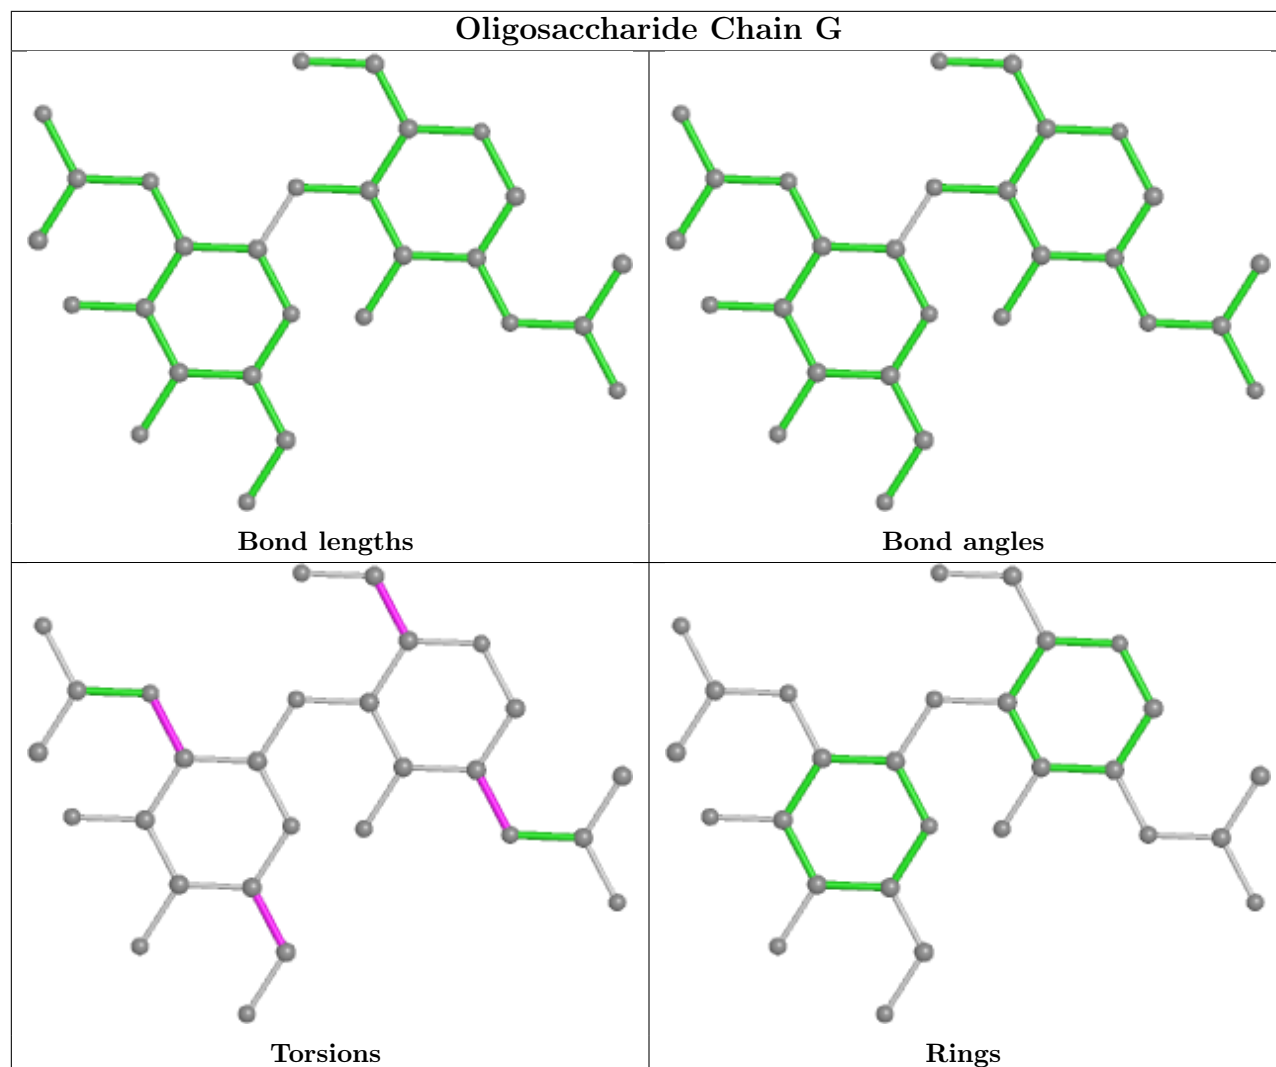 Oligosaccharide Chain G
Bond lengths
Bond angles
Torsions
Rings